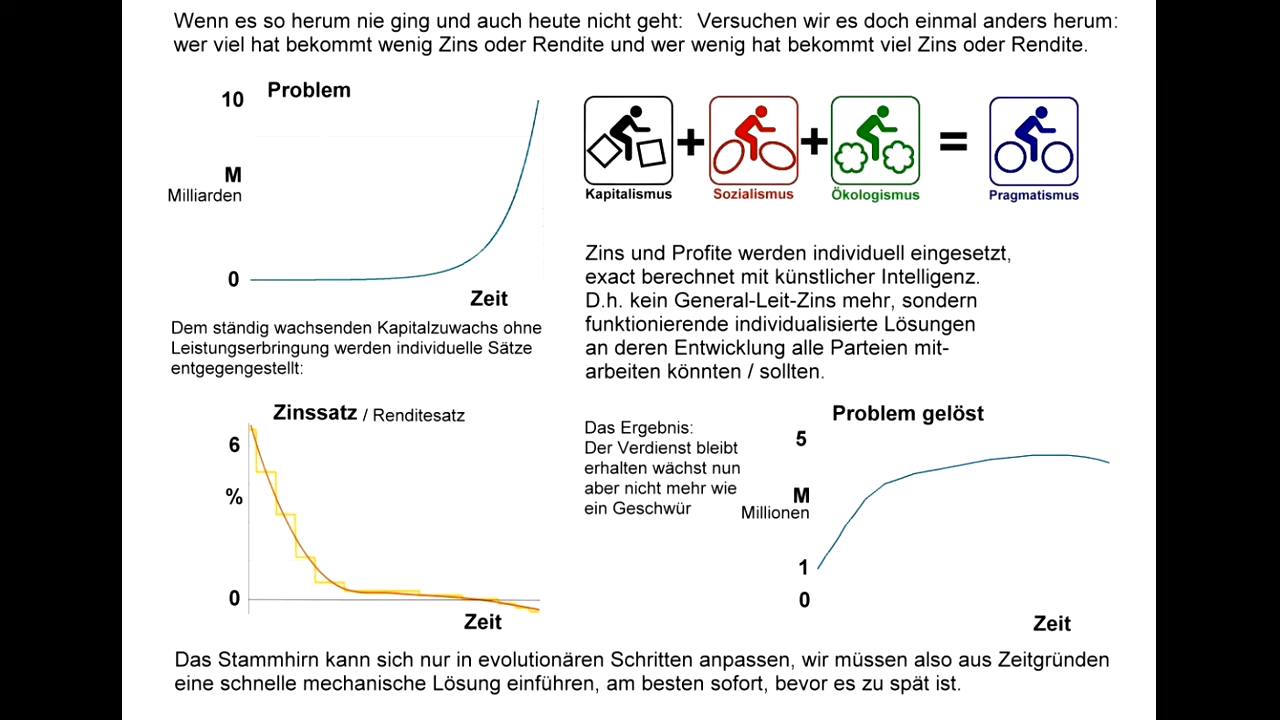 Wenn es so herum nie ging und auch heute nicht geht:  Versuchen wir es doch einmal anders herum:
wer viel hat bekommt wenig Zins oder Rendite und wer wenig hat bekommt viel Zins oder Rendite.
Problem
10
M
Milliarden
0
Zeit
Kapitalismus
+
Sozialismus
+
Ökologismus
=
Pragmatismus
Dem ständig wachsenden Kapitalzuwachs ohne
Leistungserbringung werden individuelle Sätze
entgegengestellt:
Zins und Profite werden individuell eingesetzt,
exact berechnet mit künstlicher Intelligenz.
D.h. kein General-Leit-Zins mehr, sondern
funktionierende individualisierte Lösungen
an deren Entwicklung alle Parteien mit-
arbeiten könnten / sollten.
Zinssatz / Renditesatz
6
%
0
Zeit
Das Ergebnis:
Der Verdienst bleibt
erhalten wächst nun
aber nicht mehr wie
ein Geschwür
Problem gelöst
5
M
Millionen
1
0
Zeit
Das Stammhirn kann sich nur in evolutionären Schritten anpassen, wir müssen also aus Zeitgründen
eine schnelle mechanische Lösung einführen, am besten sofort, bevor es zu spät ist.